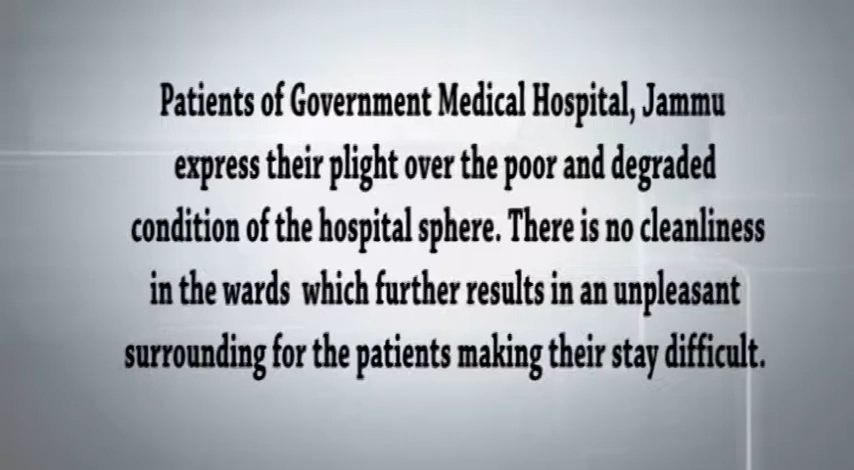 Patients of Government Medical Hospital, Jammu
express their plight over the poor and degraded
condition of the hospital sphere. There is no cleanliness
in the wards which further results in an unpleasant
surrounding for the patients making their stay difficult.